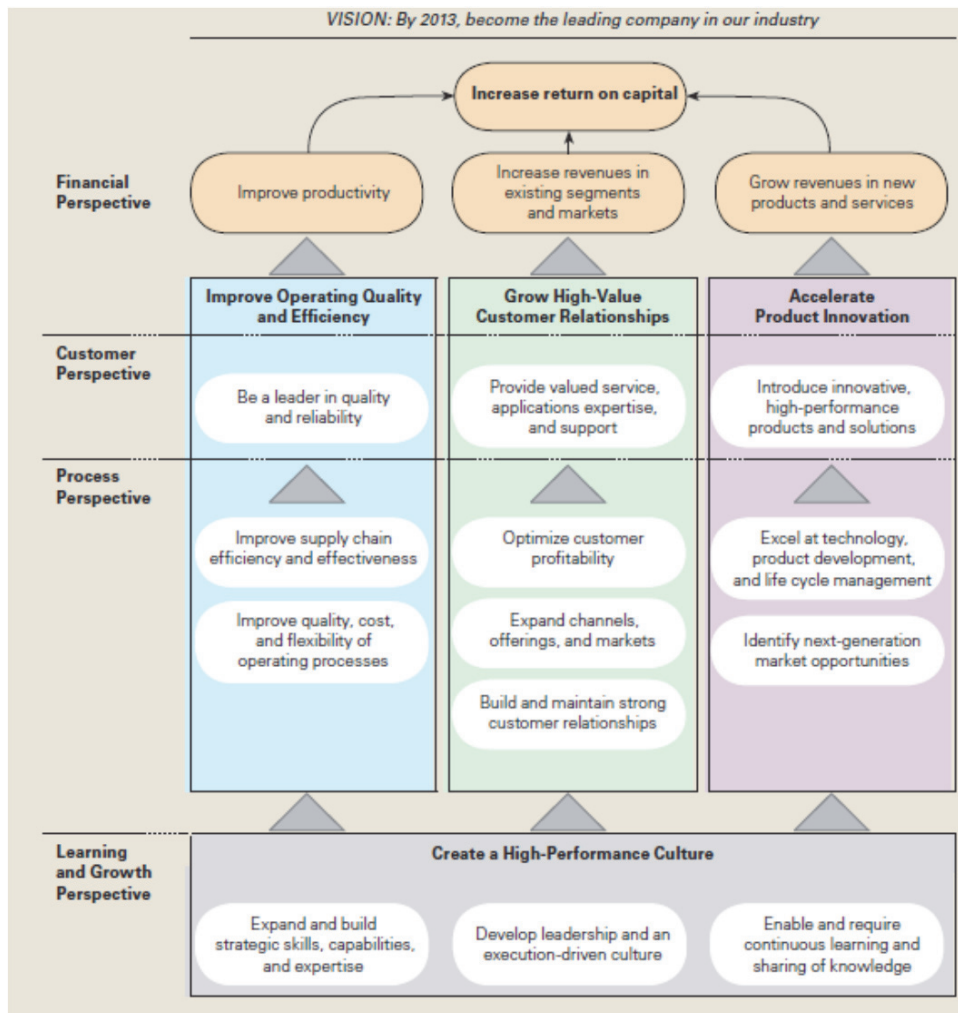 VISION: By 2013, become the leading company in our industry
Increase return on capital
Financial
Perspective
Improve productivity
Increase revenues in
existing segments
and markets
Grow revenues in new
products and services
Improve Operating Quality
and Efficiency
Grow High-Value
Customer Relationships
Accelerate
Product Innovation
Customer
Perspective
Be a leader in quality
and reliability
Provide valued service,
applications expertise,
and support
Introduce innovative,
high-performance
products and solutions
Process
Perspective
Improve supply chain
efficiency and effectiveness
Optimize customer
profitability
Excel at technology,
product development,
and life cycle management
Improve quality, cost,
and flexibility of
operating processes
Expand channels,
offerings, and markets
Identify next-generation
market opportunities
Build and maintain strong
customer relationships
Learning
and Growth
Perspective
Create a High-Performance Culture
Expand and build
strategic skills, capabilities,
and expertise
Develop leadership and an
execution-driven culture
Enable and require
continuous learning and
sharing of knowledge